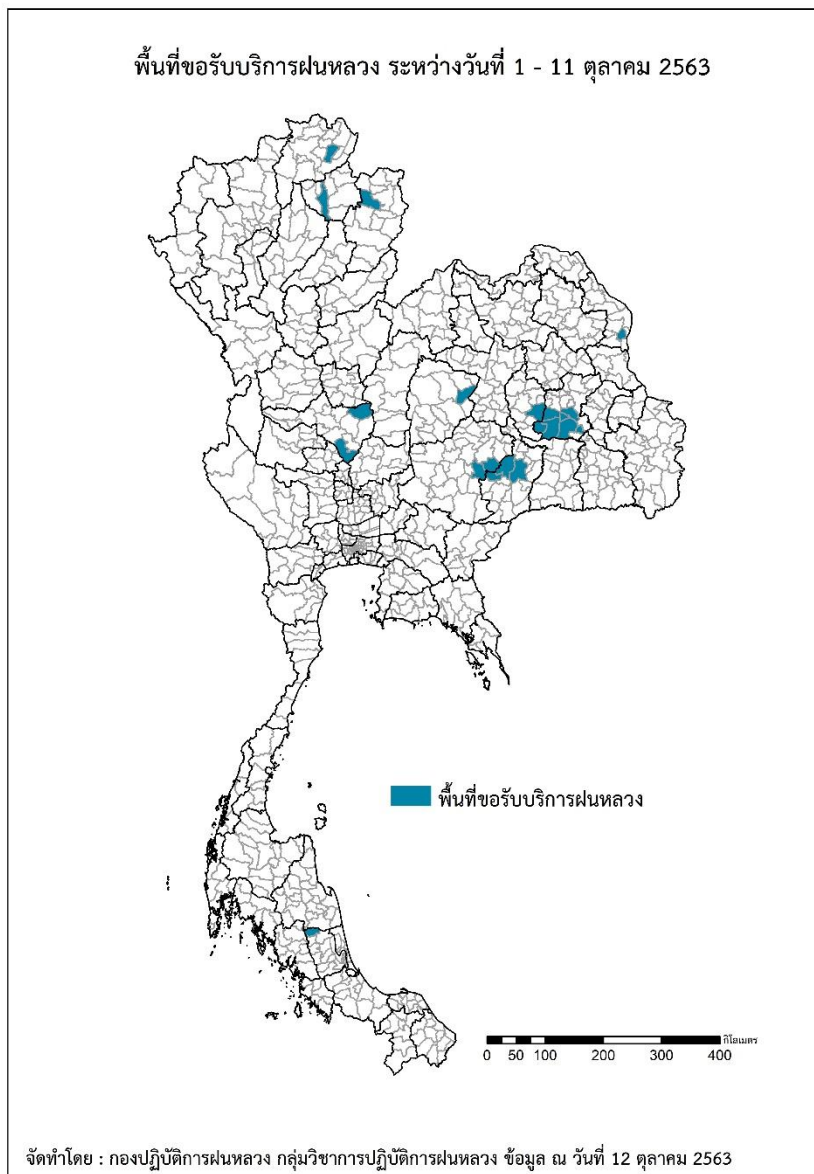 พื้นที่ขอรับบริการฝนหลวง ระหว่างวันที่ 1 - 11 ตุลาคม 2563
พื้นที่ขอรับบริการฝนหลวง
กิโลเมตร
0 50 100 200 300 400
จัดทำโดย : กองปฏิบัติการฝนหลวง กลุ่มวิชาการปฏิบัติการฝนหลวง ข้อมูล ณ วันที่ 12 ตุลาคม 2563